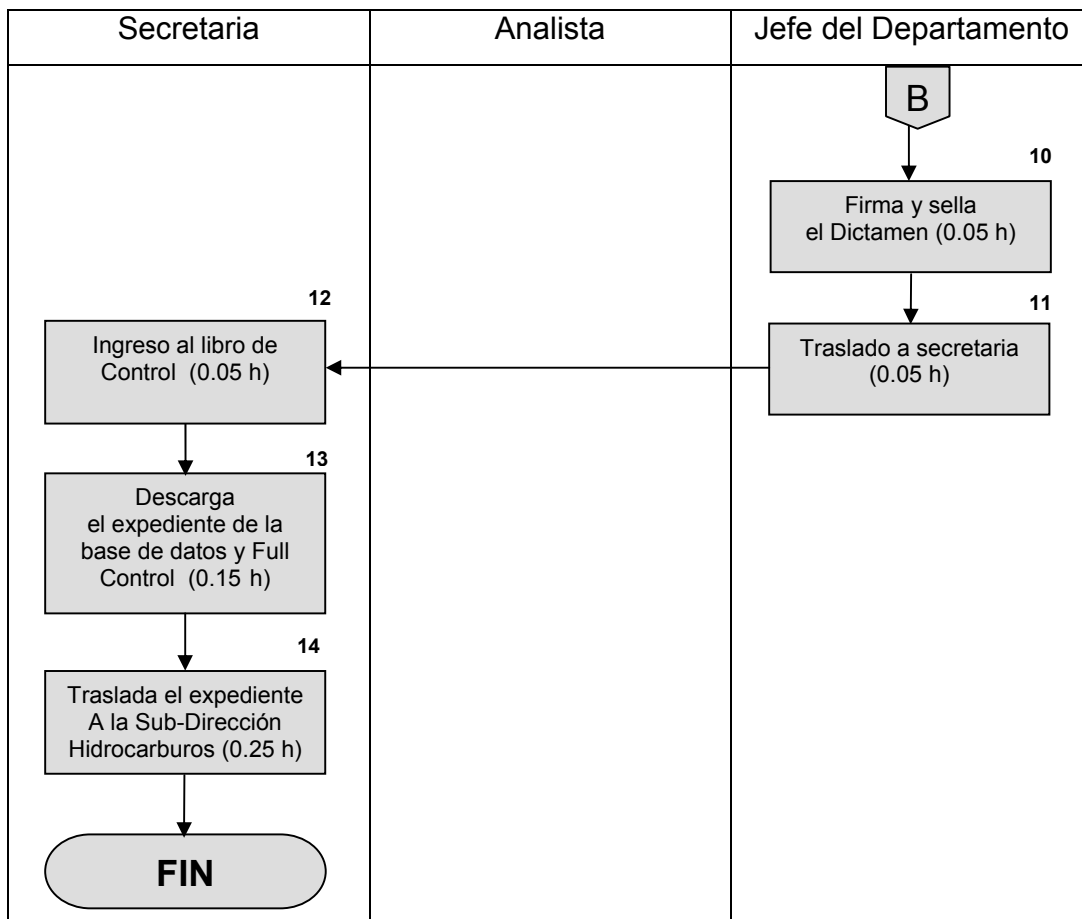 Secretaria
Analista
Jefe del Departamento
B
10
Firma y sella
el Dictamen (0.05 h)
11
Traslado a secretaria
(0.05 h)
12
Ingreso al libro de
Control (0.05 h)
13
Descarga
el expediente de la
base de datos y Full
Control (0.15 h)
14
Traslada el expediente
A la Sub-Dirección
Hidrocarburos (0.25 h)
FIN